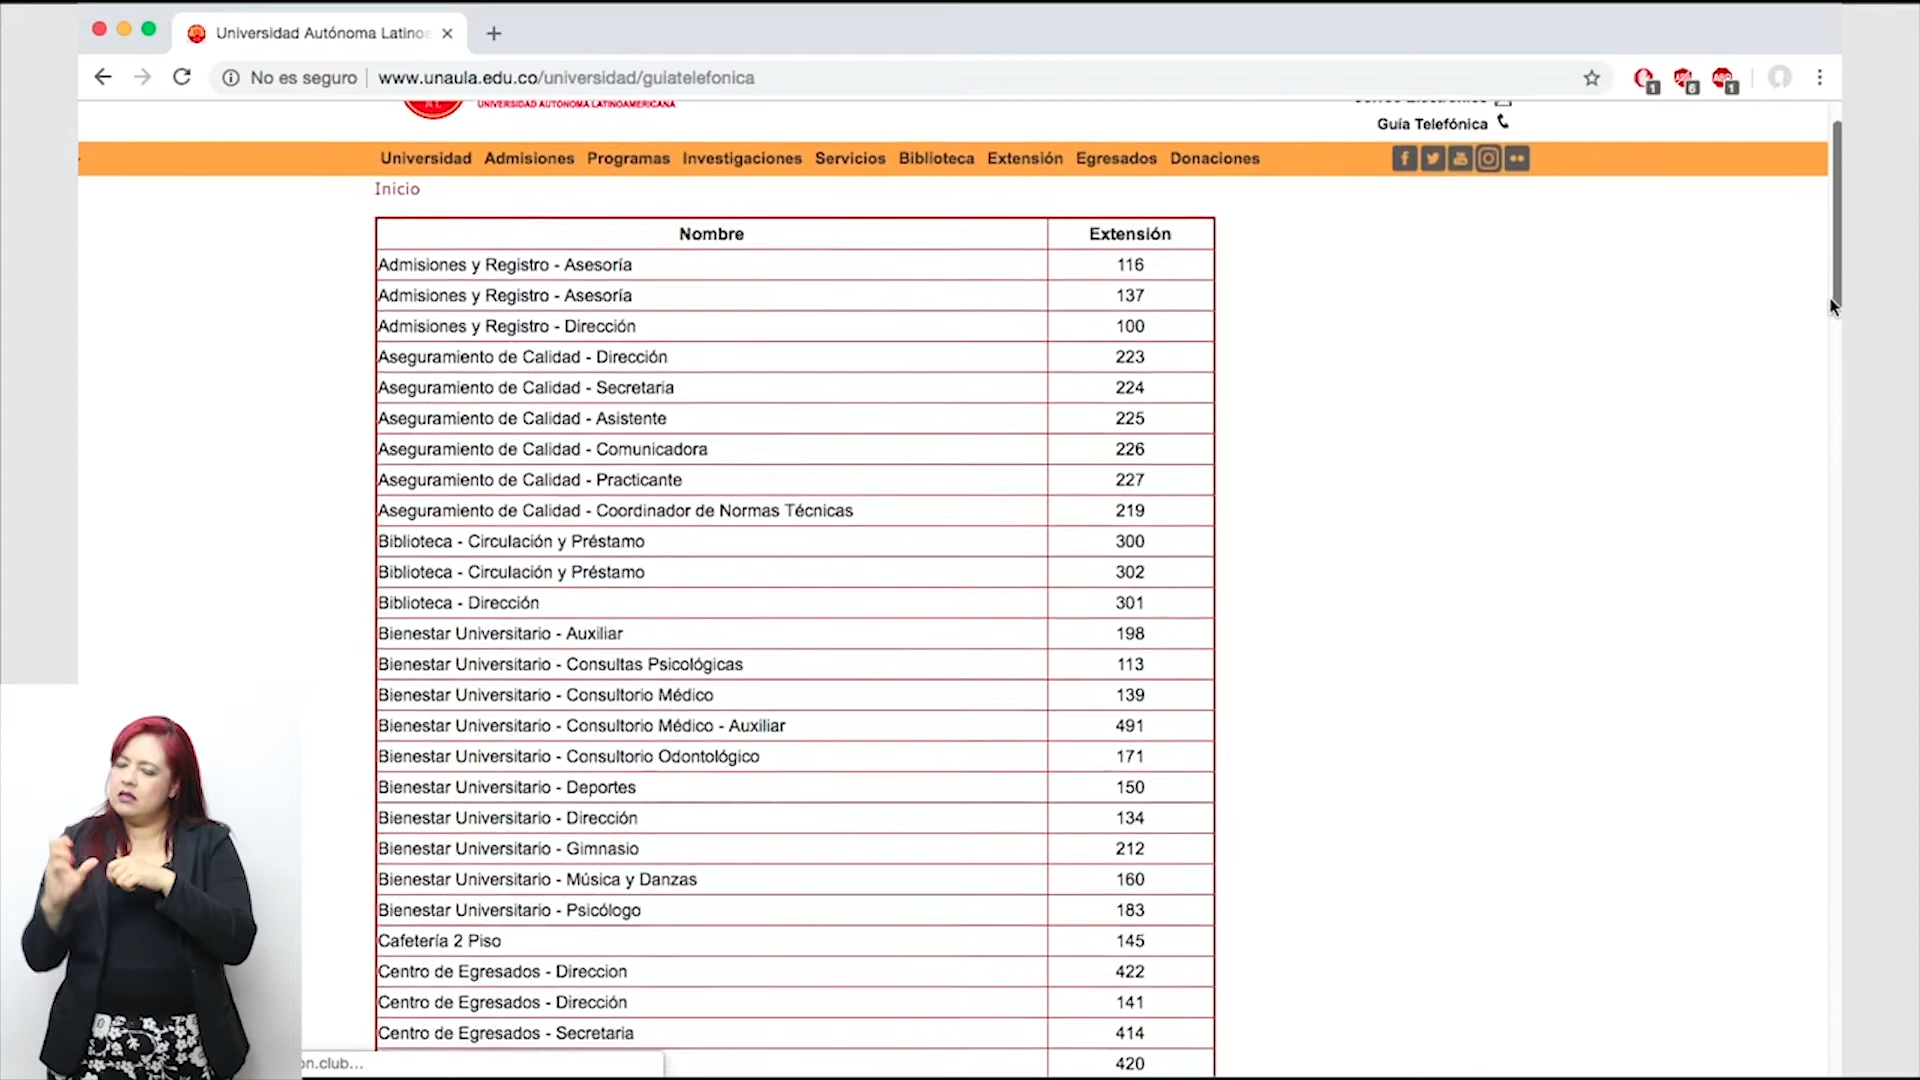 Universidad Autónoma Latino
No es seguro | www.unaula.edu.co/universidad/guiatelefonica
UNIVERSIDAD AUTÓNOMA LATINOAMERICANA
Guía Telefónica
Universidad Admisiones Programas Investigaciones Servicios Biblioteca Extensión Egresados Donaciones
Inicio
Nombre Extensión
Admisiones y Registro - Asesoría 116
Admisiones y Registro - Asesoría 137
Admisiones y Registro - Dirección 100
Aseguramiento de Calidad - Dirección 223
Aseguramiento de Calidad - Secretaria 224
Aseguramiento de Calidad - Asistente 225
Aseguramiento de Calidad - Comunicadora 226
Aseguramiento de Calidad - Practicante 227
Aseguramiento de Calidad - Coordinador de Normas Técnicas 219
Biblioteca - Circulación y Préstamo 300
Biblioteca - Circulación y Préstamo 302
Biblioteca - Dirección 301
Bienestar Universitario - Auxiliar 198
Bienestar Universitario - Consultas Psicológicas 113
Bienestar Universitario - Consultorio Médico 139
Bienestar Universitario - Consultorio Médico - Auxiliar 491
Bienestar Universitario - Consultorio Odontológico 171
Bienestar Universitario - Deportes 150
Bienestar Universitario - Dirección 134
Bienestar Universitario - Gimnasio 212
Bienestar Universitario - Música y Danzas 160
Bienestar Universitario - Psicólogo 183
Cafetería 2 Piso 145
Centro de Egresados - Direccion 422
Centro de Egresados - Dirección 141
Centro de Egresados - Secretaria 414
on.club... 420